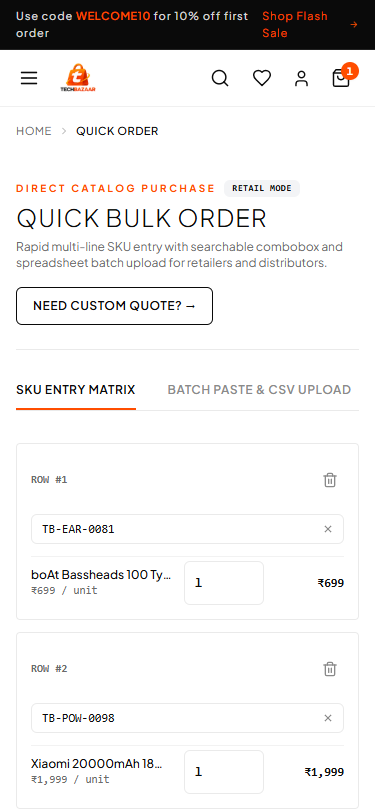 Use code WELCOME10 for 10% off first order
Shop Flash Sale →
TECHBAZAAR
1
HOME > QUICK ORDER
DIRECT CATALOG PURCHASE RETAIL MODE
QUICK BULK ORDER
Rapid multi-line SKU entry with searchable combobox and
spreadsheet batch upload for retailers and distributors.
NEED CUSTOM QUOTE? →
SKU ENTRY MATRIX BATCH PASTE & CSV UPLOAD
ROW #1
TB-EAR-0081 ×
boAt Bassheads 100 Ty...
₹699 / unit
1
₹699
ROW #2
TB-POW-0098 ×
Xiaomi 20000mAh 18...
₹1,999 / unit
1
₹1,999